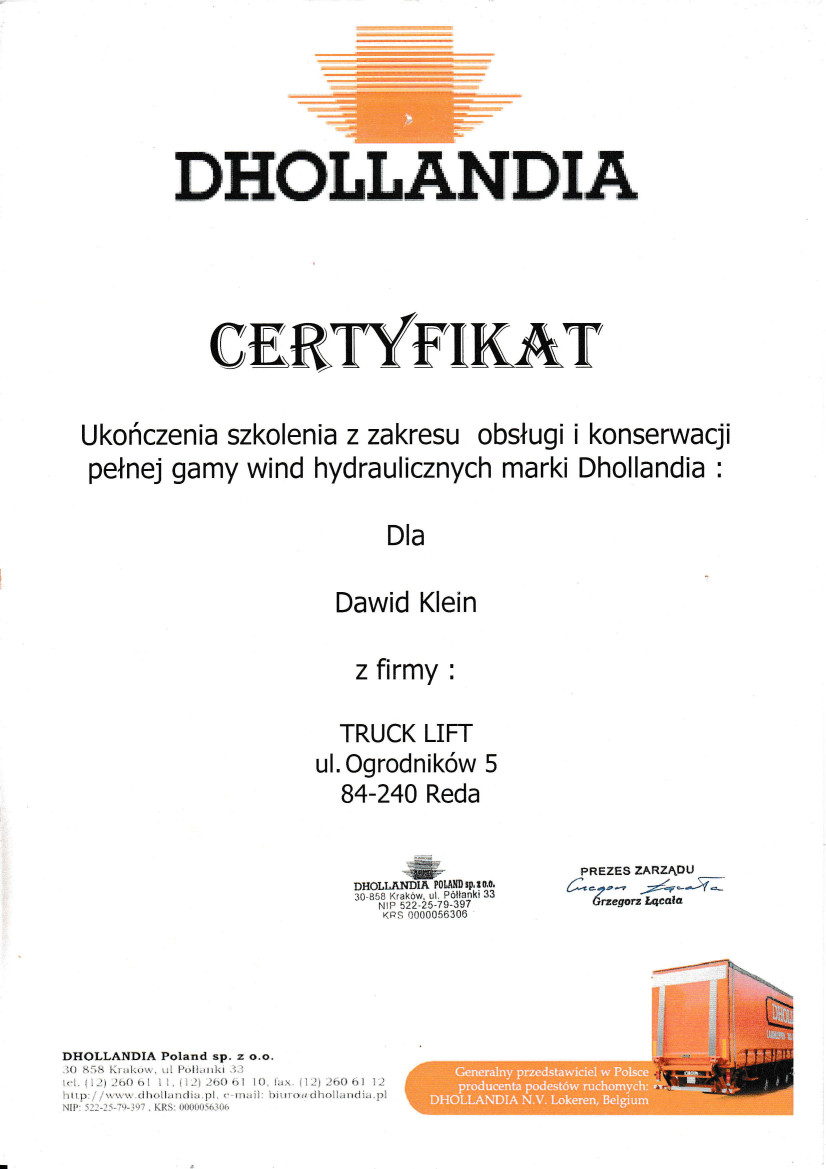 DHOLLANDIA
CERTYFIKAT
Ukończenia szkolenia z zakresu obsługi i konserwacji
pełnej gamy wind hydraulicznych marki Dhollandia :
Dla
Dawid Klein
z firmy :
TRUCK LIFT
ul. Ogrodników 5
84-240 Reda
DHOLLANDIA POLAND sp. z o.o.
30-858 Kraków, ul. Półłanki 33
NIP 522-25-79-397
KRS 0000056306
PREZES ZARZĄDU
Grzegorz Łącała
Grzegorz Łącała
DHOLLANDIA Poland sp. z o.o.
30 858 Kraków, ul Półłanki 33
tel. (12) 260 61 11, (12) 260 61 10, fax. (12) 260 61 12
http://www.dhollandia.pl, e-mail: biuro@dhollandia.pl
NIP: 522-25-79-397 , KRS: 0000056306
Generalny przedstawiciel w Polsce
producenta podestów ruchomych:
DHOLLANDIA N.V. Lokeren, Belgium